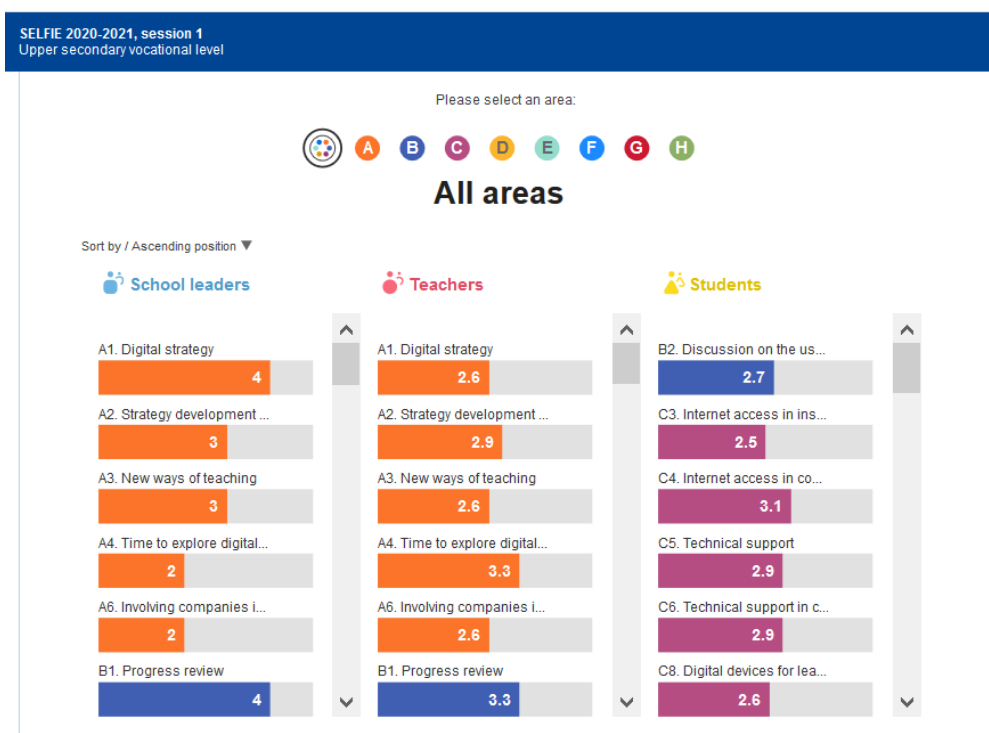 SELFIE 2020-2021, session 1
Upper secondary vocational level
Please select an area:
A B C D E F G H
All areas
Sort by / Ascending position ▼
School leaders
A1. Digital strategy
4
A2. Strategy development ...
3
A3. New ways of teaching
3
A4. Time to explore digital...
2
A6. Involving companies i...
2
B1. Progress review
4
Teachers
A1. Digital strategy
2.6
A2. Strategy development ...
2.9
A3. New ways of teaching
2.6
A4. Time to explore digital...
3.3
A6. Involving companies i...
2.6
B1. Progress review
3.3
Students
B2. Discussion on the us...
2.7
C3. Internet access in ins...
2.5
C4. Internet access in co...
3.1
C5. Technical support
2.9
C6. Technical support in c...
2.9
C8. Digital devices for lea...
2.6